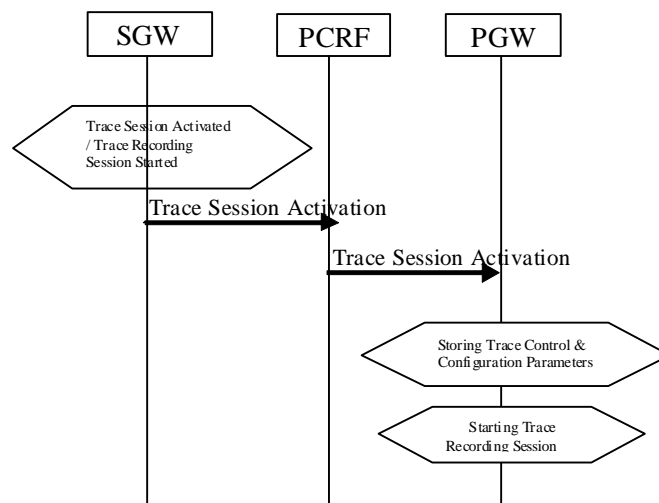 SGW
PCRF
PGW
Trace Session Activated
/ Trace Recording
Session Started
Trace Session Activation
Trace Session Activation
Storing Trace Control &
Configuration Parameters
Starting Trace
Recording Session